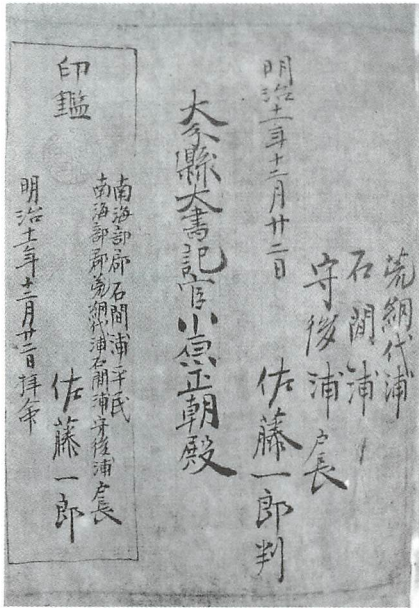 荒網代浦
石間浦
守後浦 戸長
佐藤一郎 判
明治十一年十二月廿二日
大分縣大書記官小原正朝殿
印鑑
南海部郡石間浦平民
南海部郡荒網代浦石間浦守後浦戸長
佐藤一郎
明治十一年十二月廿二日拝命